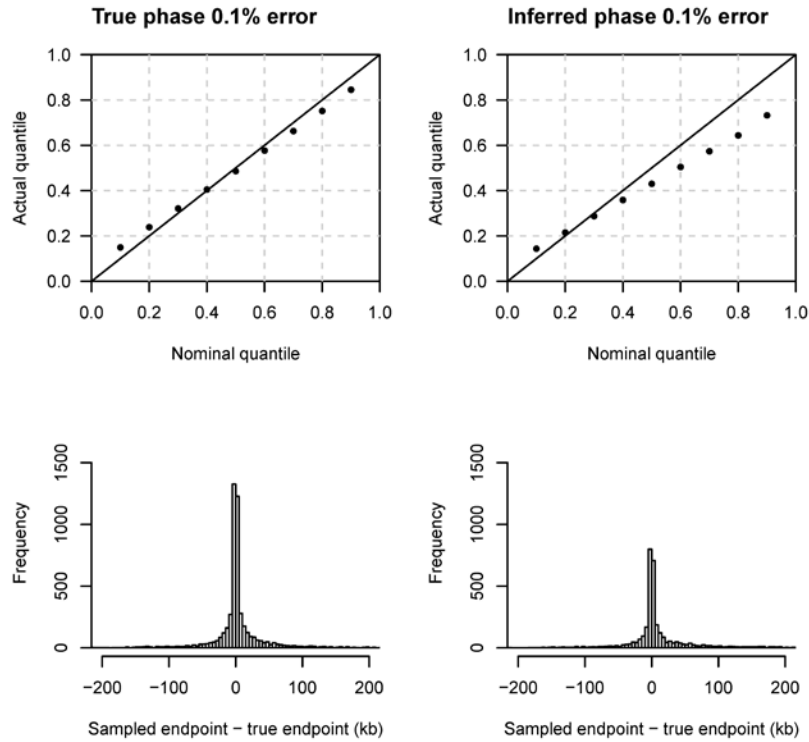 True phase 0.1% error
Inferred phase 0.1% error
Actual quantile
1.0
0.8
0.6
0.4
0.2
0.0
0.0 0.2 0.4 0.6 0.8 1.0
Nominal quantile
Actual quantile
1.0
0.8
0.6
0.4
0.2
0.0
0.0 0.2 0.4 0.6 0.8 1.0
Nominal quantile
Frequency
1500
1000
500
0
−200 −100 0 100 200
Sampled endpoint − true endpoint (kb)
Frequency
1500
1000
500
0
−200 −100 0 100 200
Sampled endpoint − true endpoint (kb)